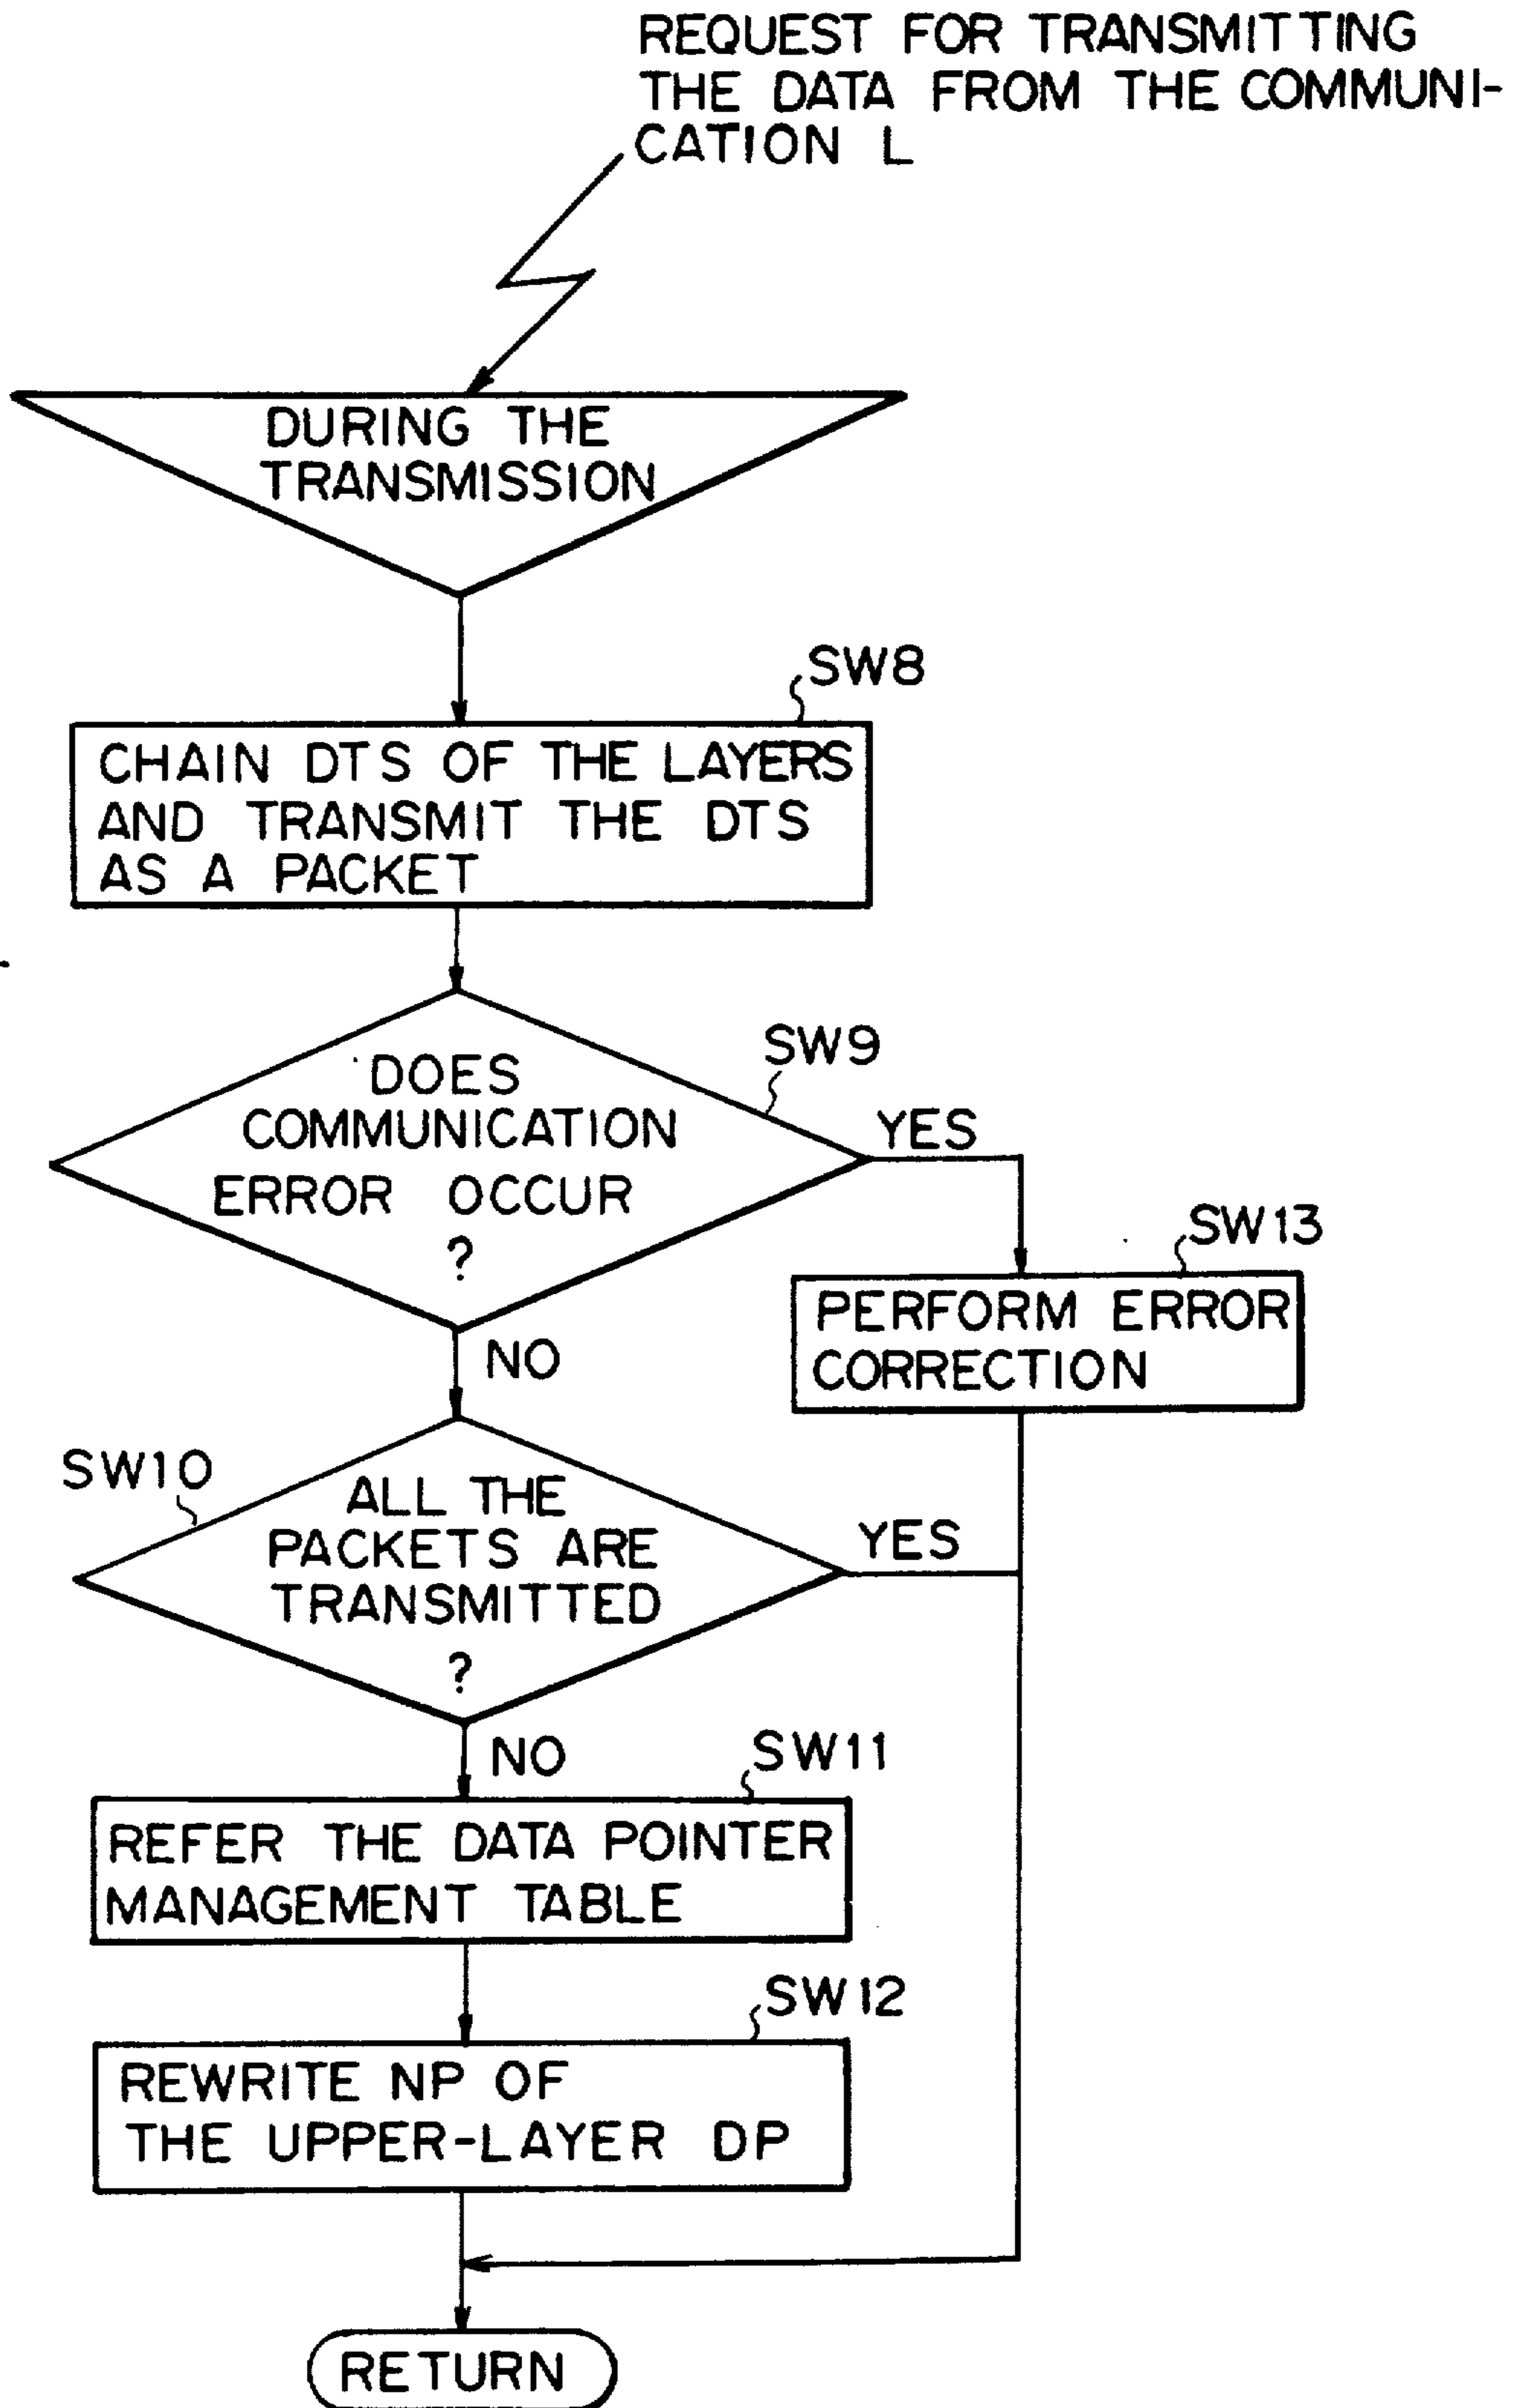 REQUEST FOR TRANSMITTING
THE DATA FROM THE COMMUNI-
CATION L
DURING THE
TRANSMISSION
SW8
CHAIN DTS OF THE LAYERS
AND TRANSMIT THE DTS
AS A PACKET
SW9
DOES
COMMUNICATION
ERROR OCCUR
?
YES
SW13
PERFORM ERROR
CORRECTION
NO
SW10
ALL THE
PACKETS ARE
TRANSMITTED
?
YES
NO
SW11
REFER THE DATA POINTER
MANAGEMENT TABLE
SW12
REWRITE NP OF
THE UPPER-LAYER DP
RETURN